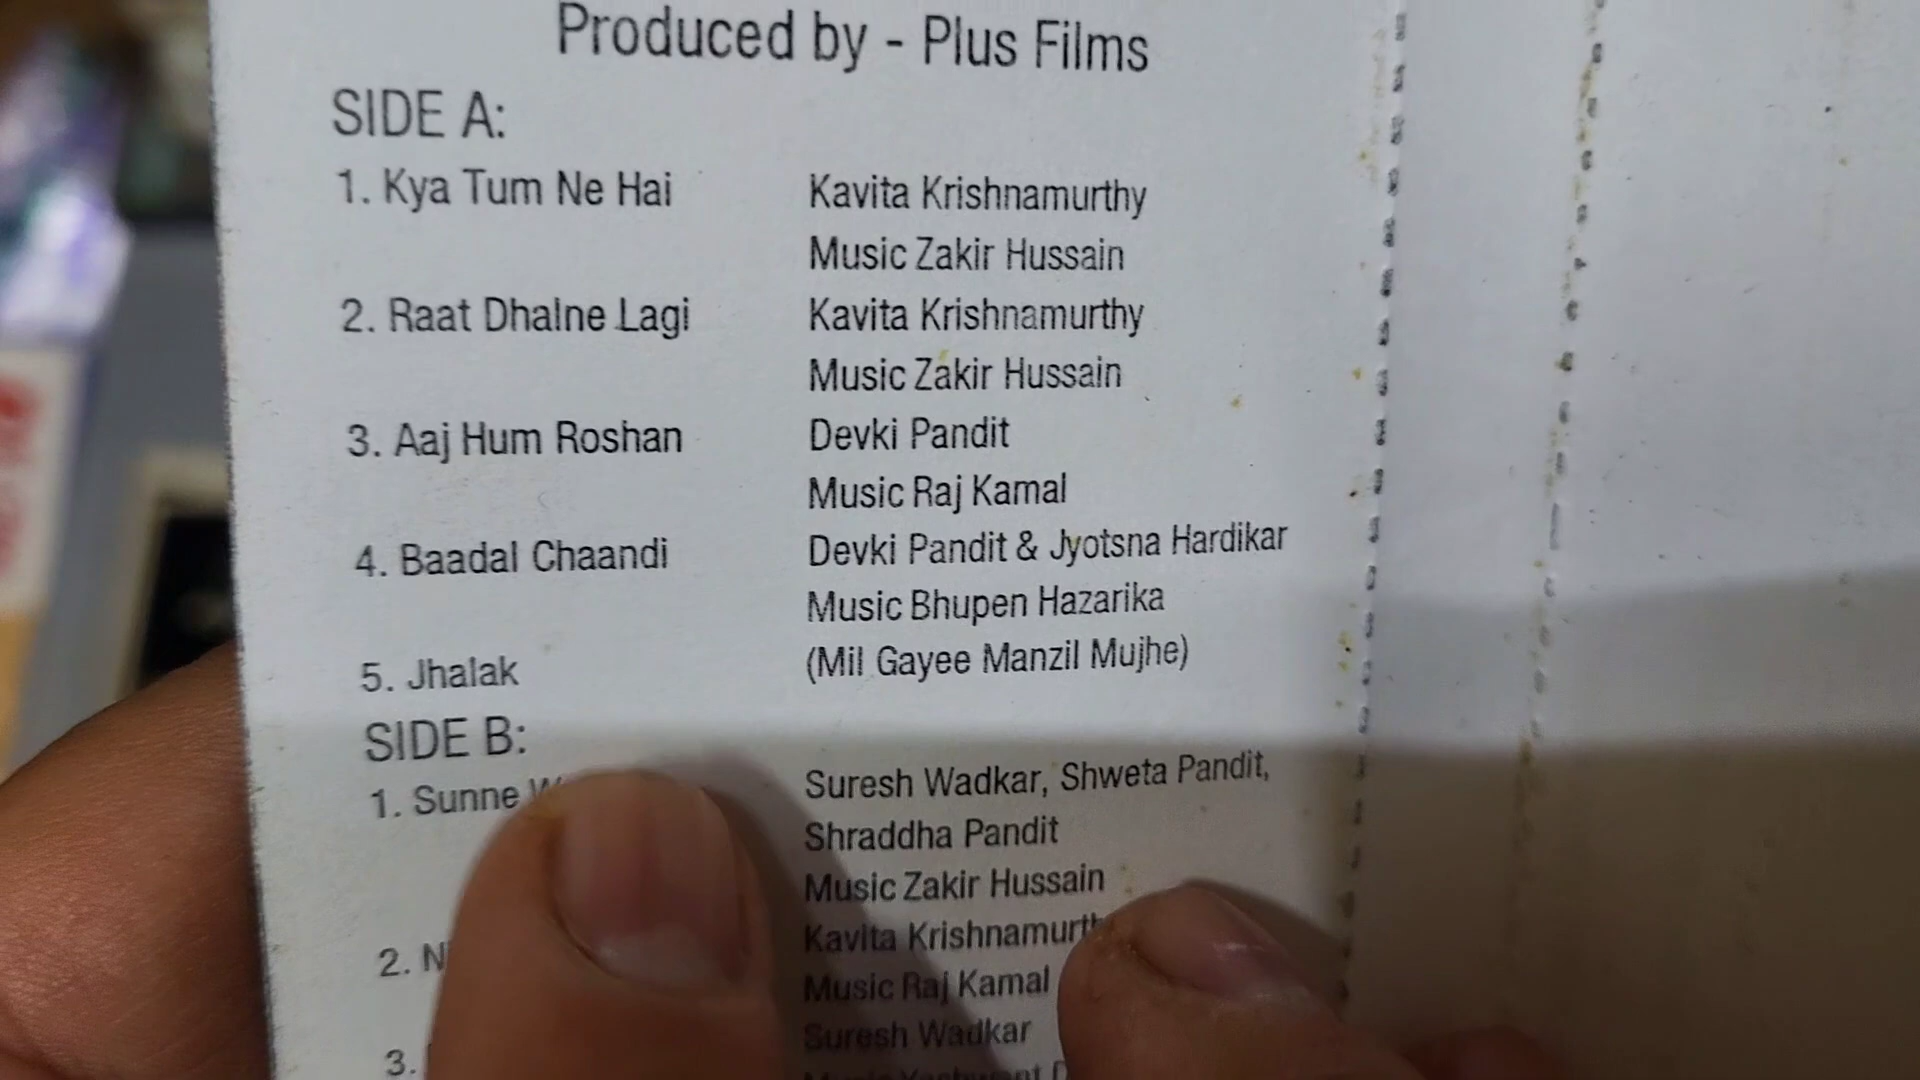 Produced by - Plus Films
SIDE A:
1. Kya Tum Ne Hai Kavita Krishnamurthy
Music Zakir Hussain
2. Raat Dhalne Lagi Kavita Krishnamurthy
Music Zakir Hussain
3. Aaj Hum Roshan Devki Pandit
Music Raj Kamal
4. Baadal Chaandi Devki Pandit & Jyotsna Hardikar
Music Bhupen Hazarika
5. Jhalak (Mil Gayee Manzil Mujhe)
SIDE B:
1. Sunne Suresh Wadkar, Shweta Pandit,
Shraddha Pandit
Music Zakir Hussain
2. Kavita
Music Raj Kamal
3. Suresh Wadkar